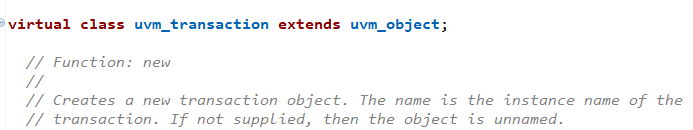 virtual class uvm_transaction extends uvm_object;
// Function: new
//
// Creates a new transaction object. The name is the instance name of the
// transaction. If not supplied, then the object is unnamed.